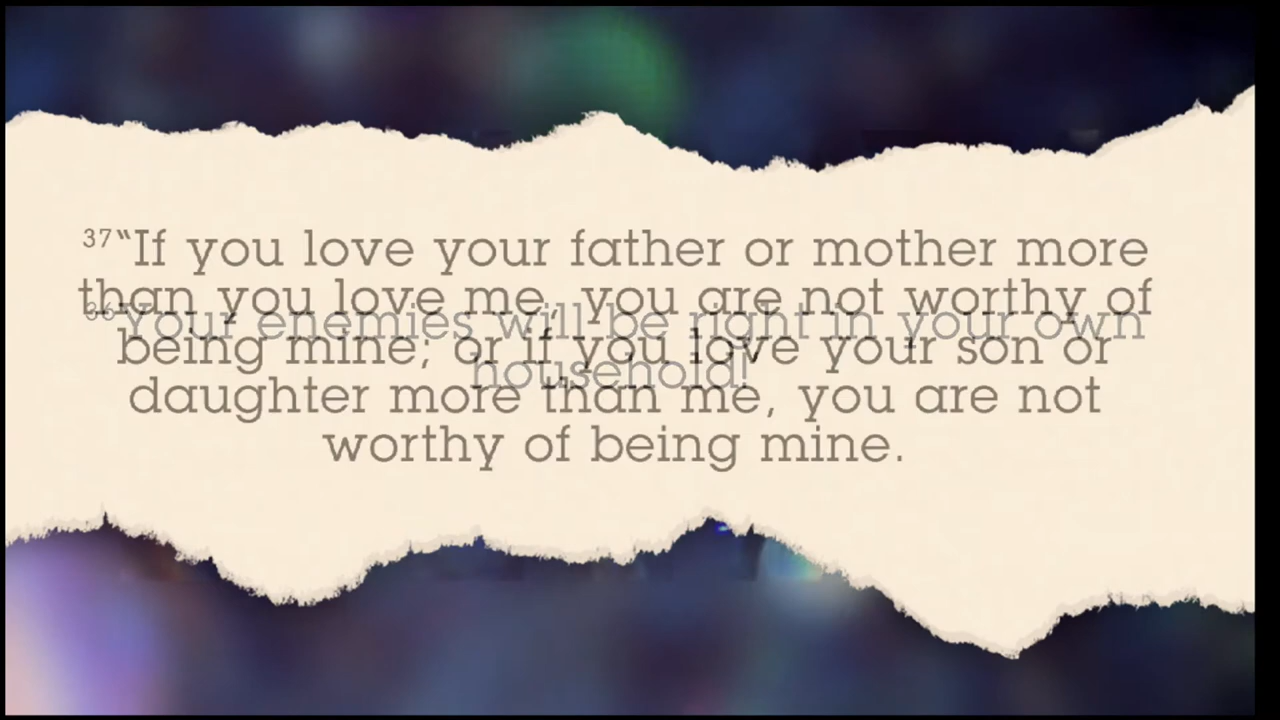 37“If you love your father or mother more
than you love me, you are not worthy of
being mine; or if you love your son or
daughter more than me, you are not
worthy of being mine.
36Your enemies will be right in your own
household!